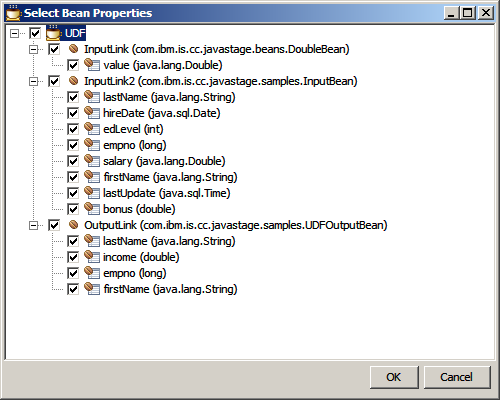 Select Bean Properties
UDF
InputLink (com.ibm.is.cc.javastage.beans.DoubleBean)
value (java.lang.Double)
InputLink2 (com.ibm.is.cc.javastage.samples.InputBean)
lastName (java.lang.String)
hireDate (java.sql.Date)
edLevel (int)
empno (long)
salary (java.lang.Double)
firstName (java.lang.String)
lastUpdate (java.sql.Time)
bonus (double)
OutputLink (com.ibm.is.cc.javastage.samples.UDFOutputBean)
lastName (java.lang.String)
income (double)
empno (long)
firstName (java.lang.String)
OK Cancel